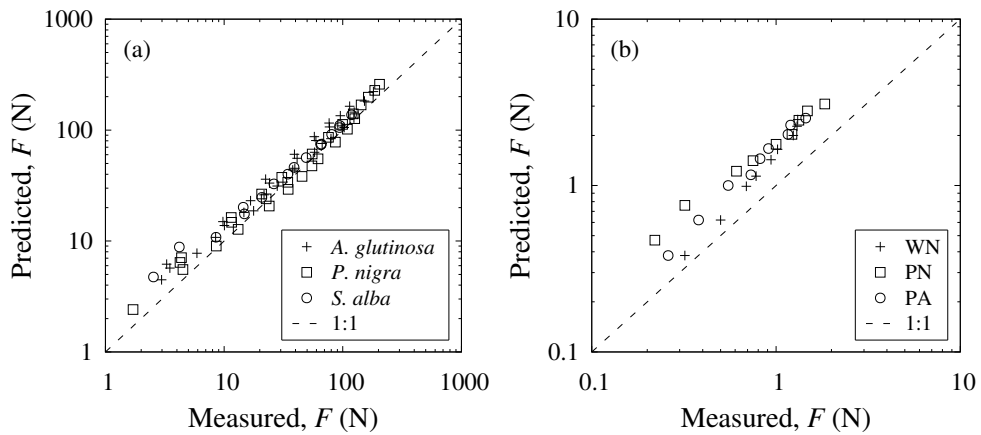 1000
100
10
1
Predicted, F (N)
(a)
A. glutinosa
P. nigra
S. alba
1:1
1 10 100 1000
Measured, F (N)
10
1
0.1
Predicted, F (N)
(b)
WN
PN
PA
1:1
0.1 1 10
Measured, F (N)